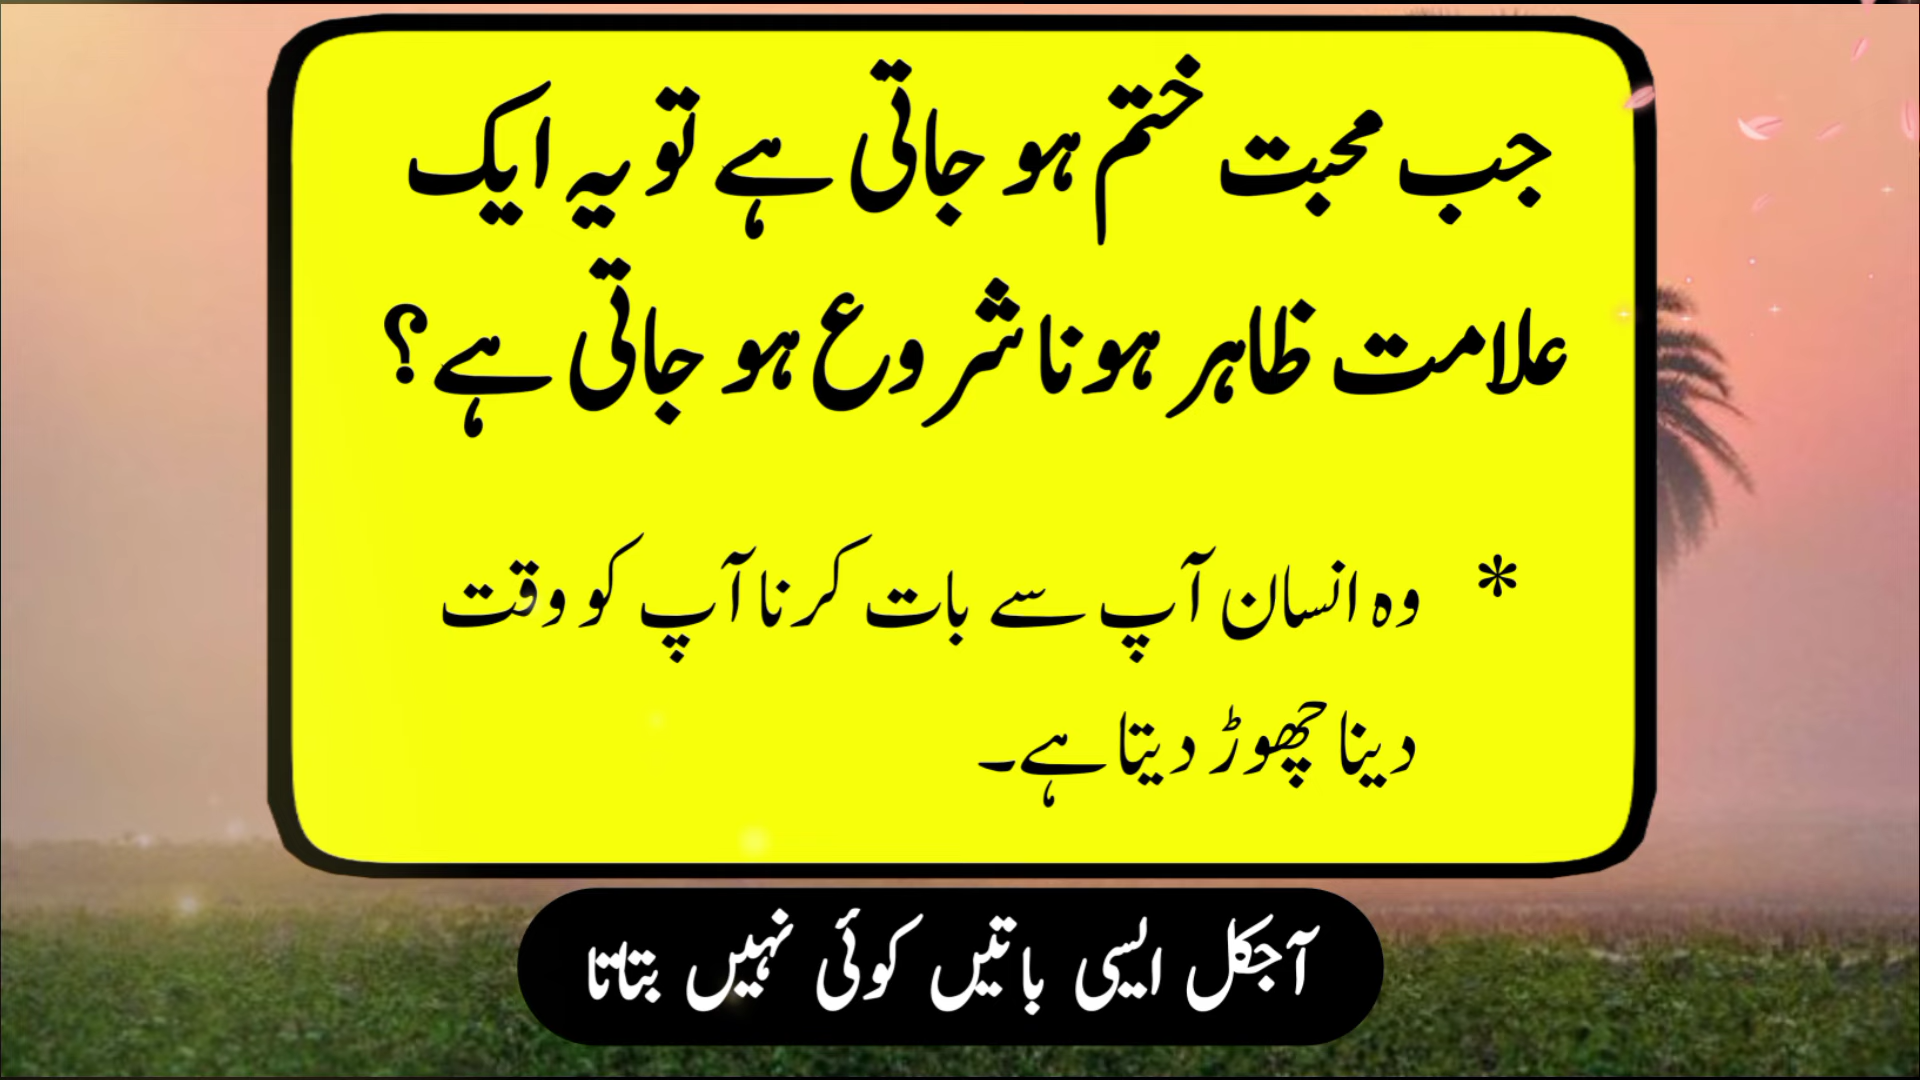 جب محبت ختم ہو جاتی ہے تو یہ ایک
علامت ظاہر ہونا شروع ہو جاتی ہے؟
* وہ انسان آپ سے بات کرنا آپ کو وقت
دینا چھوڑ دیتا ہے۔
آجکل ایسی باتیں کوئی نہیں بتاتا